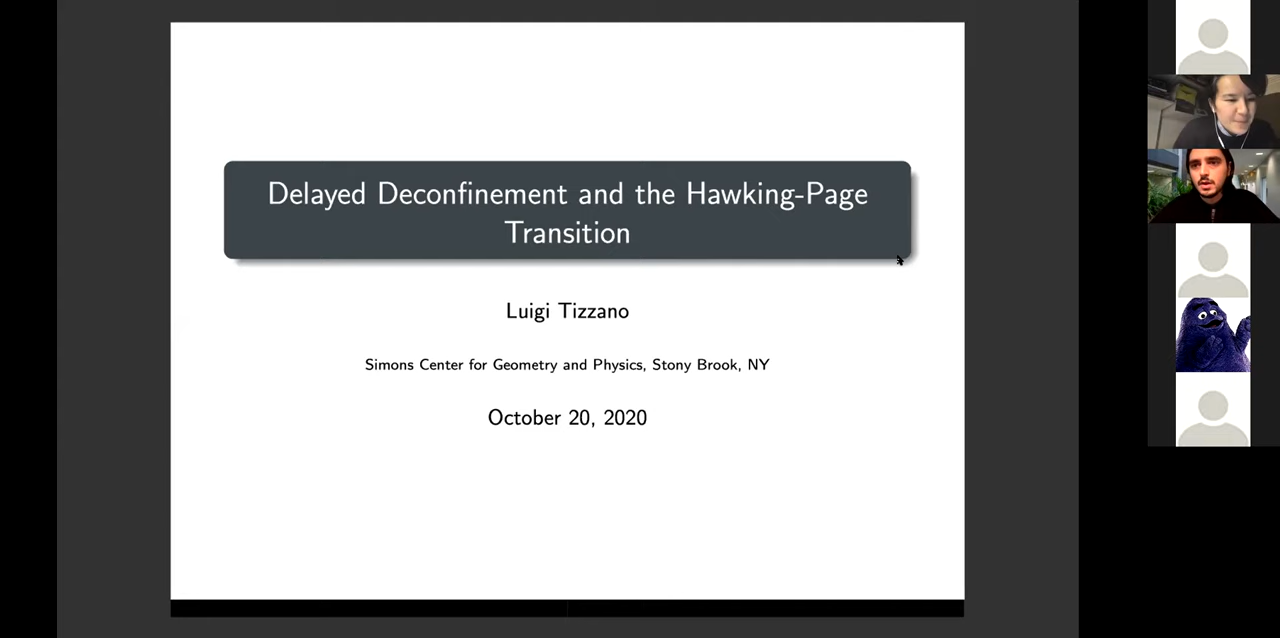 Delayed Deconfinement and the Hawking-Page
Transition
Luigi Tizzano
Simons Center for Geometry and Physics, Stony Brook, NY
October 20, 2020